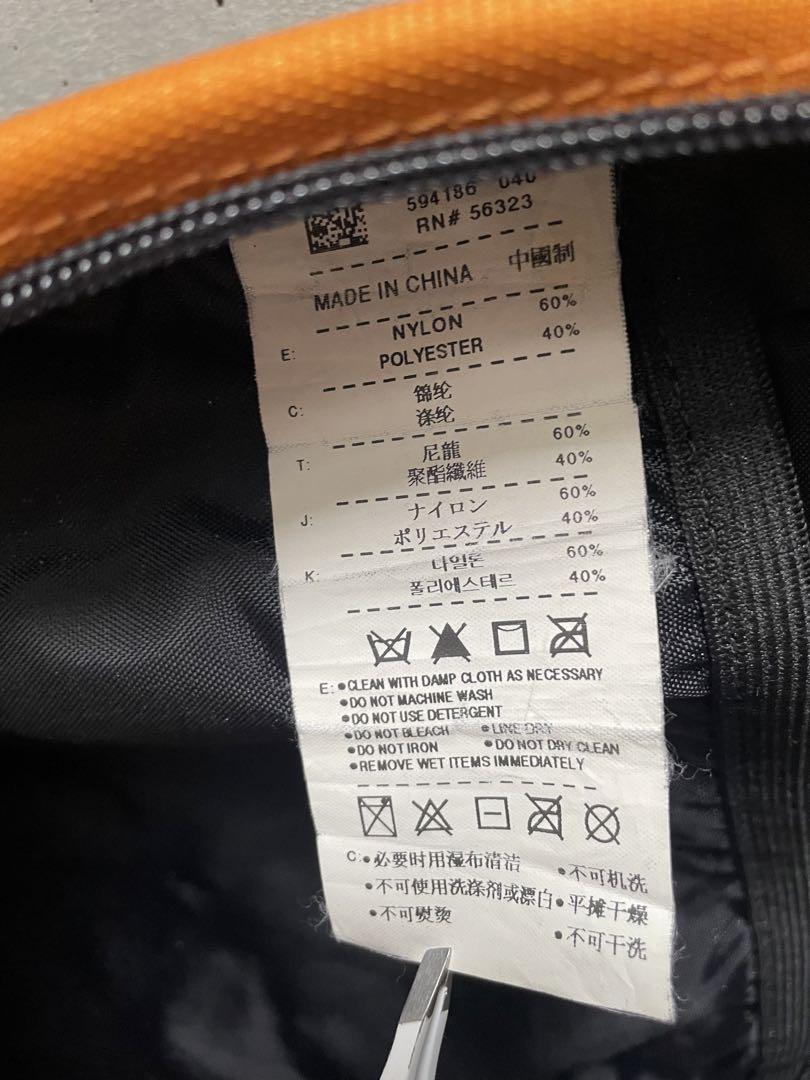 594186 040
RN# 56323
MADE IN CHINA 中國制
E: NYLON 60%
POLYESTER 40%
C: 锦纶
涤纶
T: 尼龍 60%
聚酯纖維 40%
J: ナイロン 60%
ポリエステル 40%
K: 나일론 60%
폴리에스테르 40%
E: •CLEAN WITH DAMP CLOTH AS NECESSARY
•DO NOT MACHINE WASH
•DO NOT USE DETERGENT
•DO NOT BLEACH •LINE DRY
•DO NOT IRON •DO NOT DRY CLEAN
•REMOVE WET ITEMS IMMEDIATELY
C: •必要时用湿布清洁 •不可机洗
•不可使用洗涤剂或漂白 •平摊干燥
•不可熨烫 •不可干洗